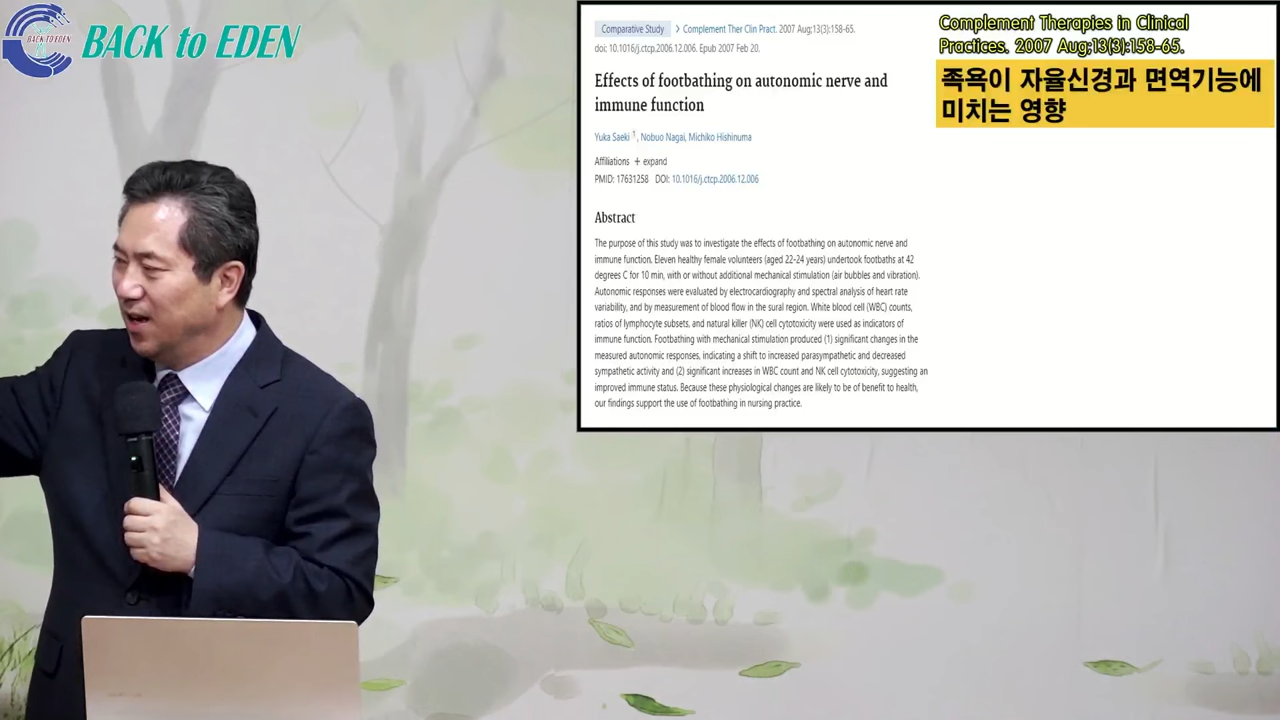 BACK TO EDEN
BACK to EDEN
Comparative Study > Complement Ther Clin Pract. 2007 Aug;13(3):158-65.
doi: 10.1016/j.ctcp.2006.12.006. Epub 2007 Feb 20.
Effects of footbathing on autonomic nerve and
immune function
Yuka Saeki 1, Nobuo Nagai, Michiko Hishinuma
Affiliations + expand
PMID: 17631258 DOI: 10.1016/j.ctcp.2006.12.006
Abstract
The purpose of this study was to investigate the effects of footbathing on autonomic nerve and
immune function. Eleven healthy female volunteers (aged 22-24 years) undertook footbaths at 42
degrees C for 10 min, with or without additional mechanical stimulation (air bubbles and vibration).
Autonomic responses were evaluated by electrocardiography and spectral analysis of heart rate
variability, and by measurement of blood flow in the sural region. White blood cell (WBC) counts,
ratios of lymphocyte subsets, and natural killer (NK) cell cytotoxicity were used as indicators of
immune function. Footbathing with mechanical stimulation produced (1) significant changes in the
measured autonomic responses, indicating a shift to increased parasympathetic and decreased
sympathetic activity and (2) significant increases in WBC count and NK cell cytotoxicity, suggesting an
improved immune status. Because these physiological changes are likely to be of benefit to health,
our findings support the use of footbathing in nursing practice.
Complement Therapies in Clinical
Practices. 2007 Aug;13(3):158-65.
족욕이 자율신경과 면역기능에
미치는 영향